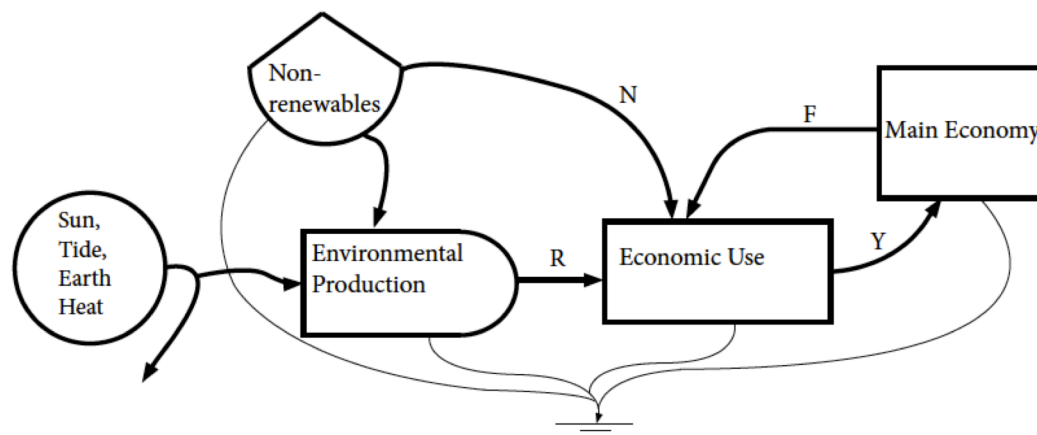 Non-
renewables
N
F
Main Economy
Sun,
Tide,
Earth
Heat
Environmental
Production
R
Economic Use
Y